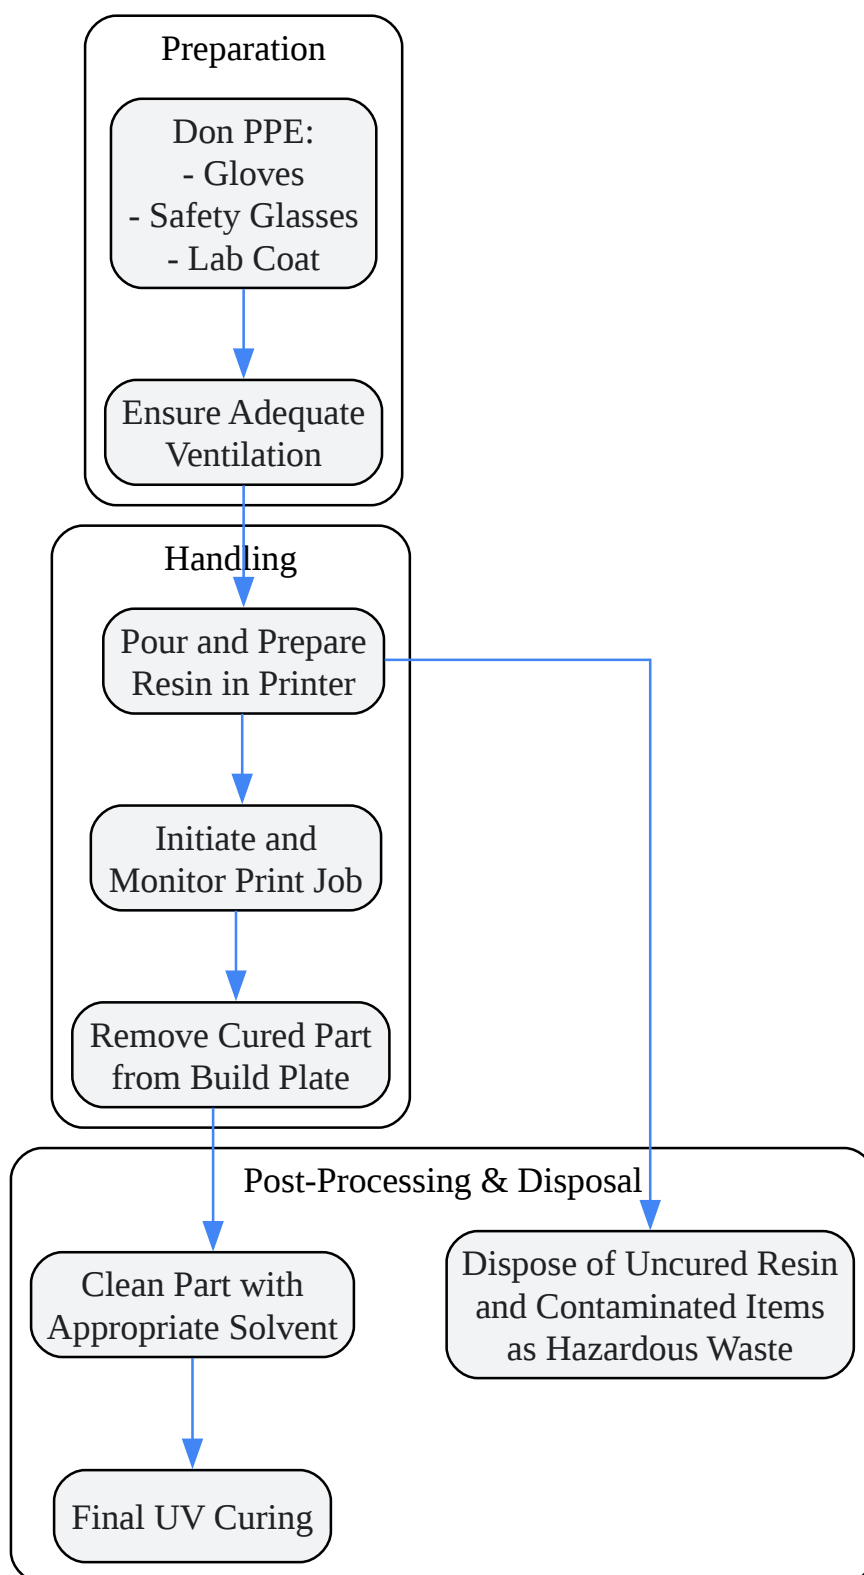 Preparation
Don PPE:
- Gloves
- Safety Glasses
- Lab Coat
Ensure Adequate
Ventilation
Handling
Pour and Prepare
Resin in Printer
Initiate and
Monitor Print Job
Remove Cured Part
from Build Plate
Post-Processing & Disposal
Clean Part with
Appropriate Solvent
Dispose of Uncured Resin
and Contaminated Items
as Hazardous Waste
Final UV Curing